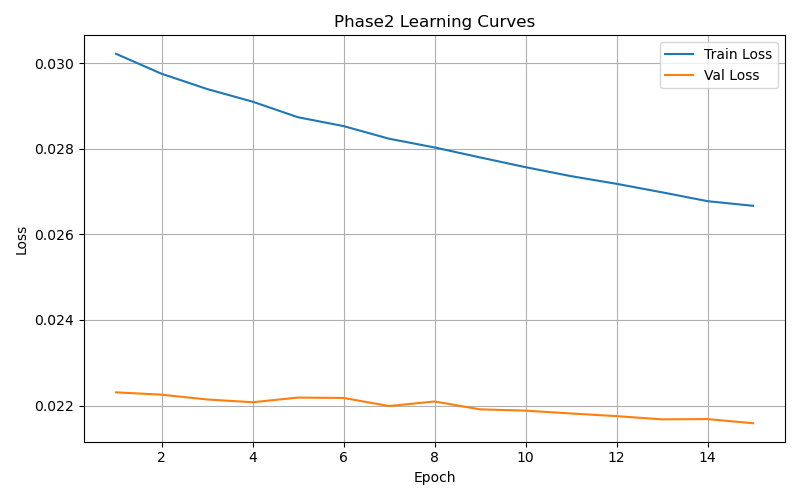 Phase2 Learning Curves
Train Loss
Val Loss
0.030
0.028
0.026
0.024
0.022
Loss
2 4 6 8 10 12 14
Epoch